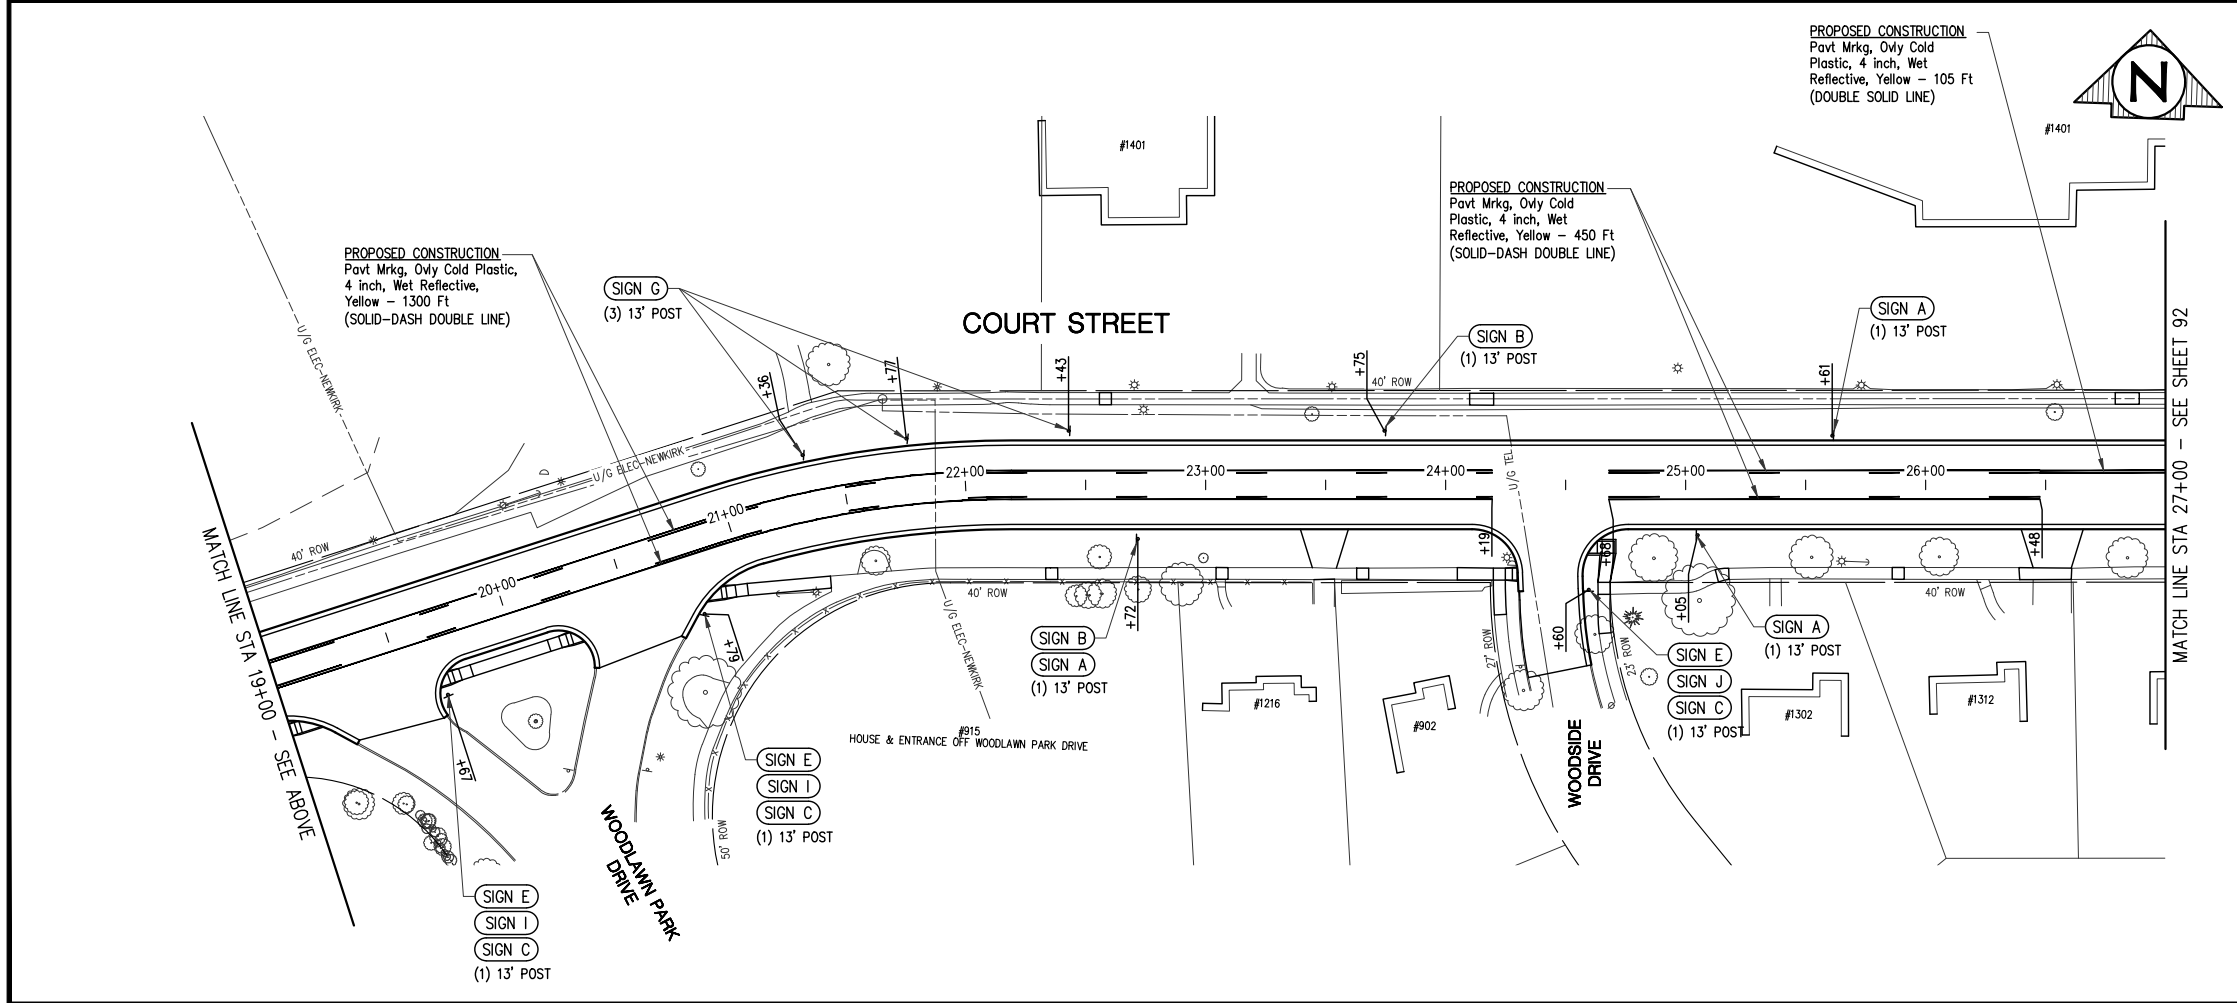 PROPOSED CONSTRUCTION
Pavt Mrkg, Ovly Cold
Plastic, 4 inch, Wet
Reflective, Yellow – 105 Ft
(DOUBLE SOLID LINE)
N
#1401
#1401
PROPOSED CONSTRUCTION
Pavt Mrkg, Ovly Cold
Plastic, 4 inch, Wet
Reflective, Yellow – 450 Ft
(SOLID-DASH DOUBLE LINE)
PROPOSED CONSTRUCTION
Pavt Mrkg, Ovly Cold Plastic,
4 inch, Wet Reflective,
Yellow – 1300 Ft
(SOLID-DASH DOUBLE LINE)
SIGN G
(3) 13' POST
COURT STREET
SIGN B
(1) 13' POST
SIGN A
(1) 13' POST
U/G ELEC-NEWKIRK
+36
+77
+43
+75
40' ROW
+61
MATCH LINE STA 27+00 - SEE SHEET 92
U/G ELEC-NEWKIRK
22+00
23+00
24+00
U/G TEL
25+00
26+00
21+00
20+00
40' ROW
MATCH LINE STA 19+00 - SEE ABOVE
+19
+68
+48
40' ROW
40' ROW
U/G ELEC-NEWKIRK
+79
+72
+60
+05
SIGN B
SIGN A
(1) 13' POST
SIGN A
(1) 13' POST
27' ROW
23' ROW
SIGN E
SIGN J
SIGN C
(1) 13' POST
#1216
#902
#1302
#1312
#915
HOUSE & ENTRANCE OFF WOODLAWN PARK DRIVE
WOODSIDE
DRIVE
+67
SIGN E
SIGN I
SIGN C
(1) 13' POST
50' ROW
WOODLAWN PARK
DRIVE
SIGN E
SIGN I
SIGN C
(1) 13' POST